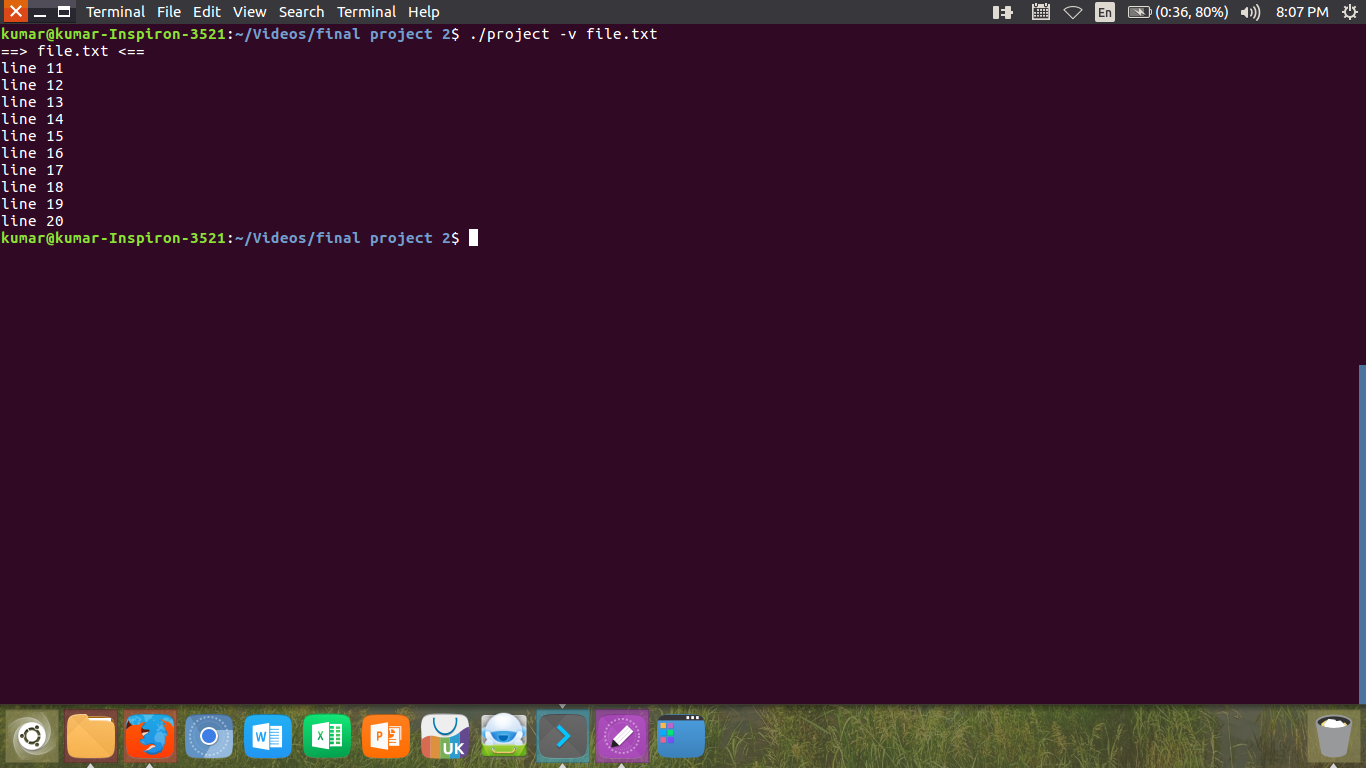 Terminal File Edit View Search Terminal Help En (0:36, 80%) 8:07 PM
kumar@kumar-Inspiron-3521:~/Videos/final project 2$ ./project -v file.txt
==> file.txt <==
line 11
line 12
line 13
line 14
line 15
line 16
line 17
line 18
line 19
line 20
kumar@kumar-Inspiron-3521:~/Videos/final project 2$
W X P UK